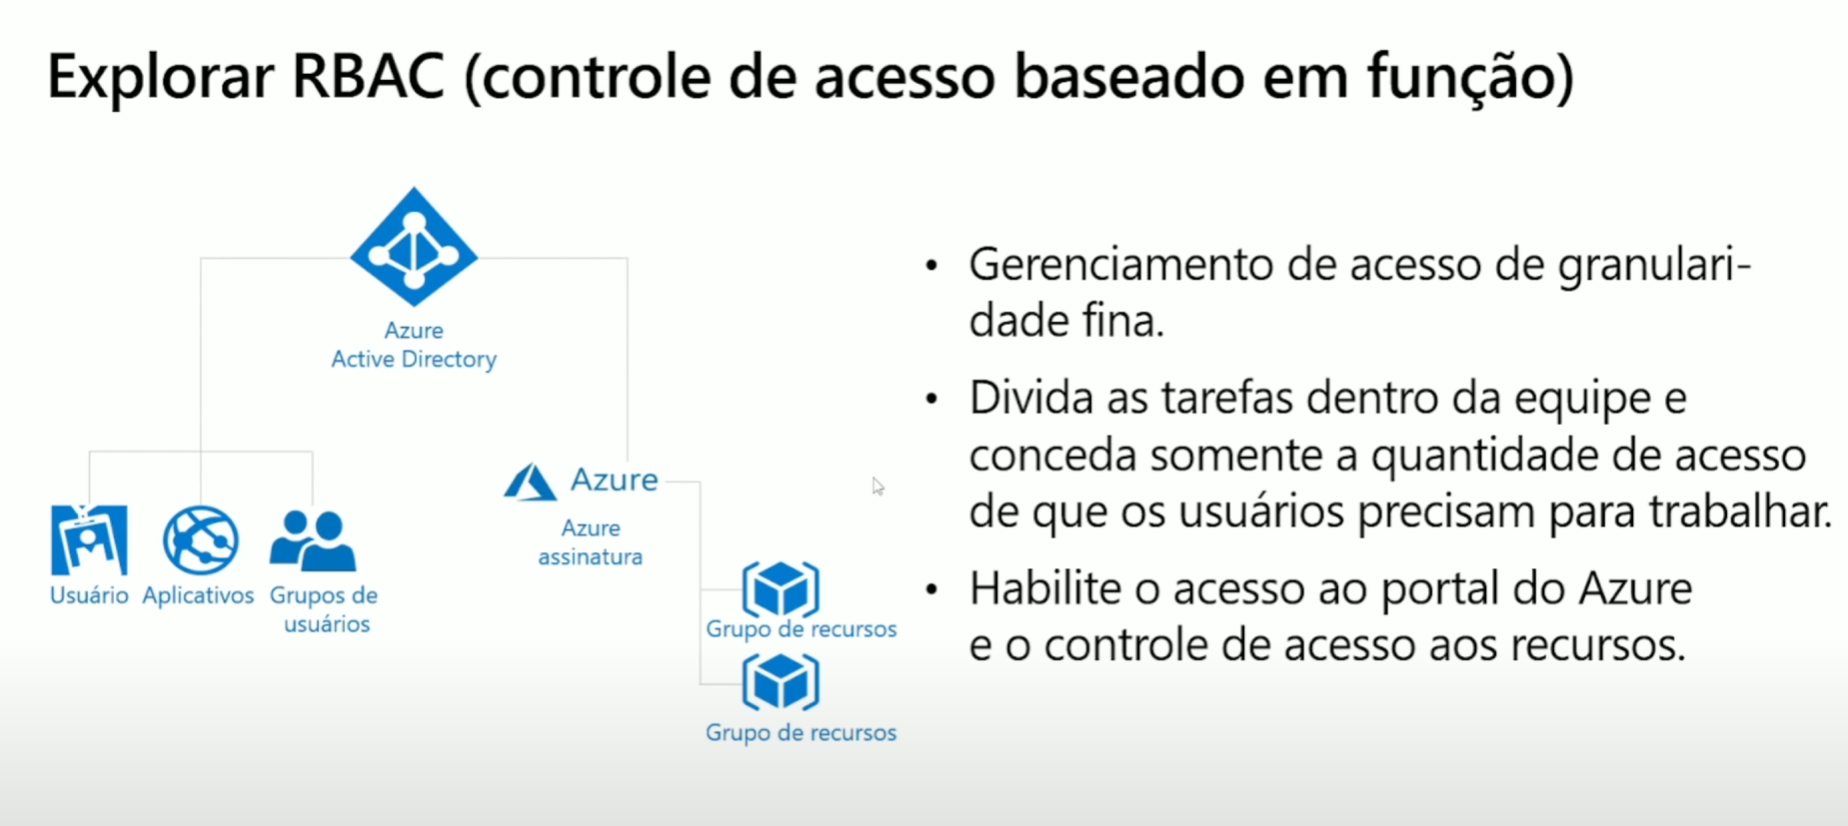 Explorar RBAC (controle de acesso baseado em função)
Azure
Active Directory
Usuário
Aplicativos
Grupos de
usuários
Azure
Azure
assinatura
Grupo de recursos
Grupo de recursos
• Gerenciamento de acesso de granulari-
dade fina.
• Divida as tarefas dentro da equipe e
conceda somente a quantidade de acesso
de que os usuários precisam para trabalhar.
• Habilite o acesso ao portal do Azure
e o controle de acesso aos recursos.